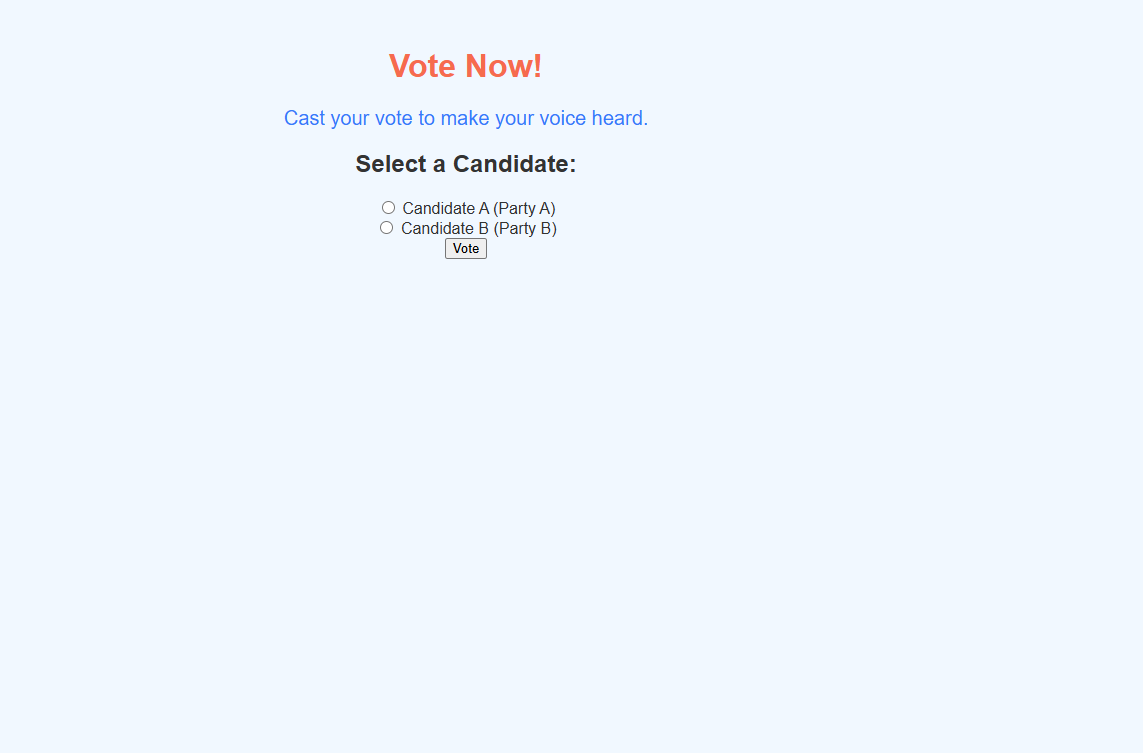 Vote Now!
Cast your vote to make your voice heard.
Select a Candidate:
Candidate A (Party A)
Candidate B (Party B)
Vote